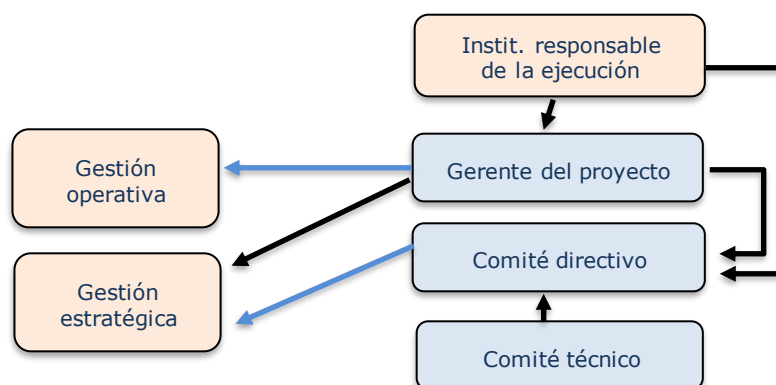 Instit. responsable
de la ejecución
Gestión
operativa
Gerente del proyecto
Comité directivo
Gestión
estratégica
Comité técnico